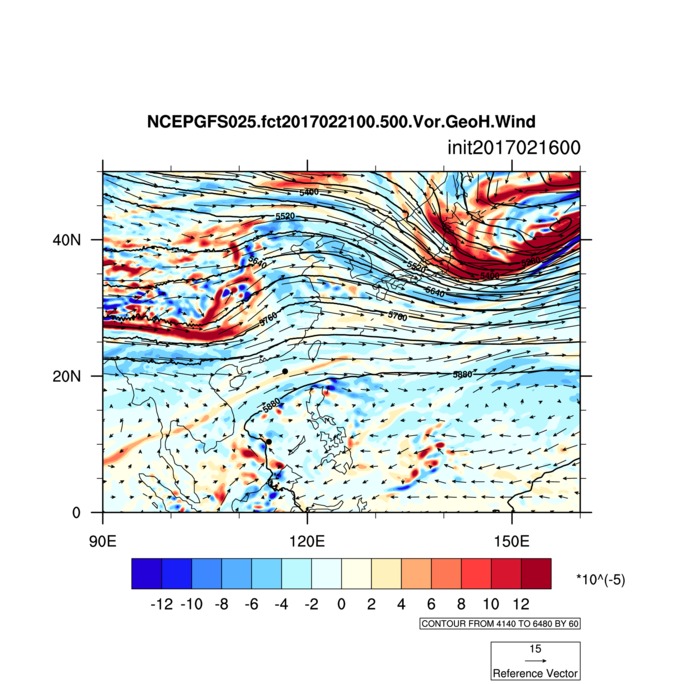 NCEPGFS025.fct2017022100.500.Vor.GeoH.Wind
init2017021600
5400
5520
40N
5640
5520
5400
5280
5640
5760
5760
20N
5880
5880
0
90E 120E 150E
-12 -10 -8 -6 -4 -2 0 2 4 6 8 10 12 *10^(-5)
CONTOUR FROM 4140 TO 6480 BY 60
15
Reference Vector